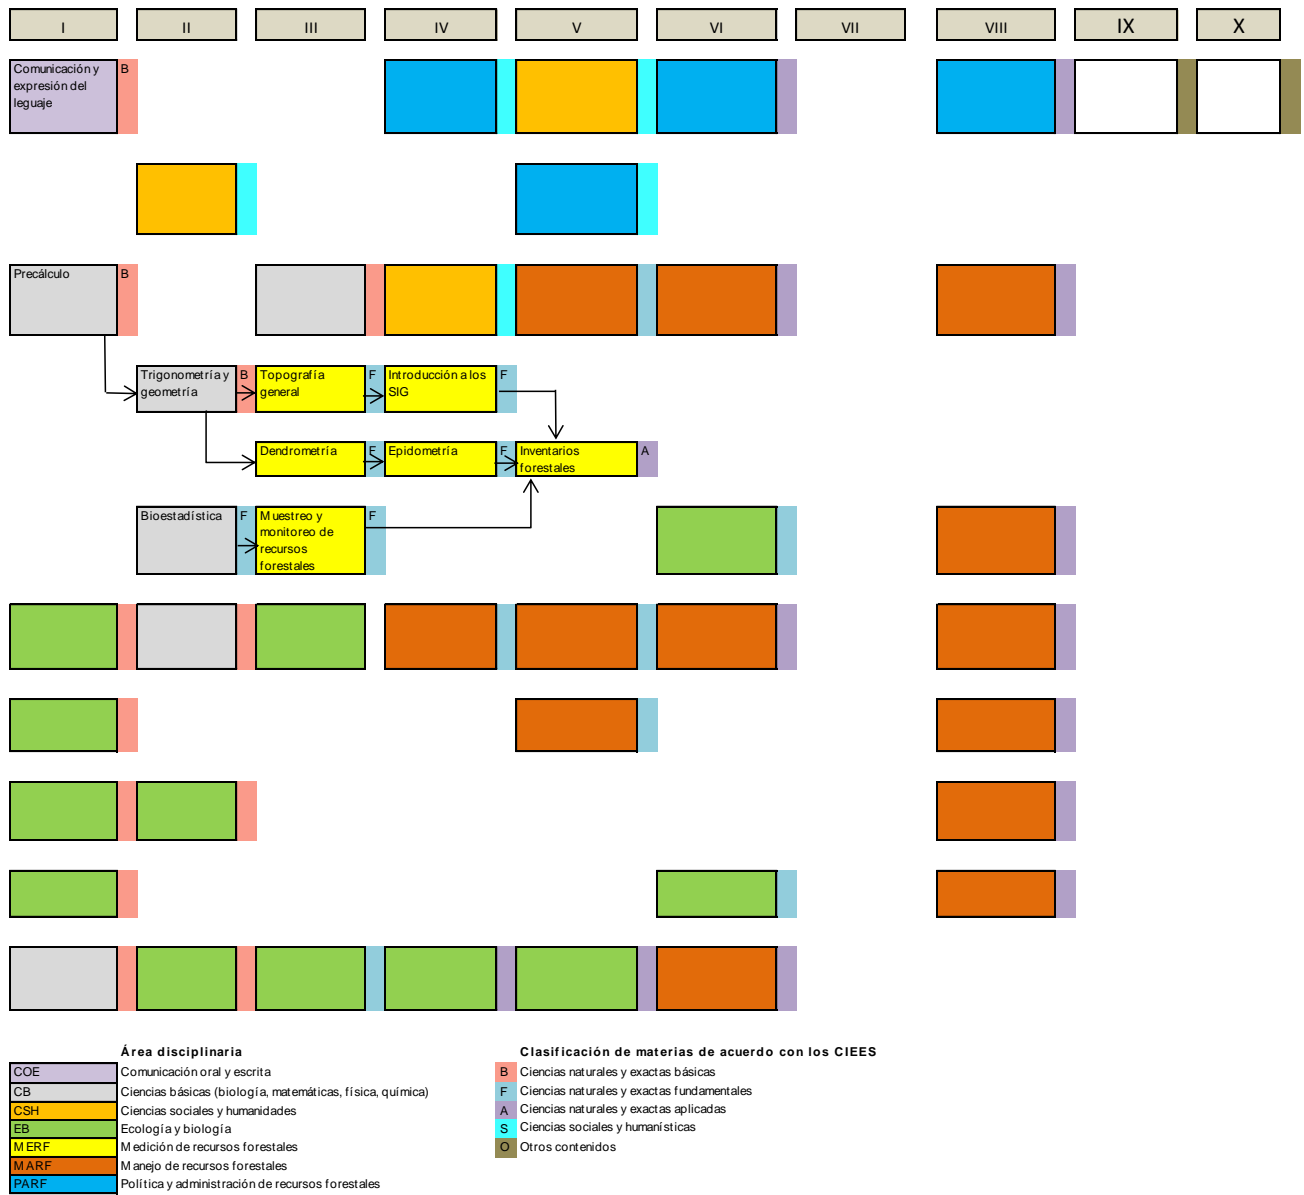 I II III IV V VI VII VIII IX X
Comunicación y B
expresión del
leguaje
Precálculo B
Trigonometría y B
geometría
Topografía F
general
Introducción a los F
SIG
Dendrometría F
Epidometría F
Inventarios A
forestales
Bioestadística F
Muestreo y F
monitoreo de
recursos
forestales
Área disciplinaria
COE Comunicación oral y escrita
CB Ciencias básicas (biología, matemáticas, física, química)
CSH Ciencias sociales y humanidades
EB Ecología y biología
MERF Medición de recursos forestales
MARF Manejo de recursos forestales
PARF Política y administración de recursos forestales
Clasificación de materias de acuerdo con los CIEES
B Ciencias naturales y exactas básicas
F Ciencias naturales y exactas fundamentales
A Ciencias naturales y exactas aplicadas
S Ciencias sociales y humanísticas
O Otros contenidos